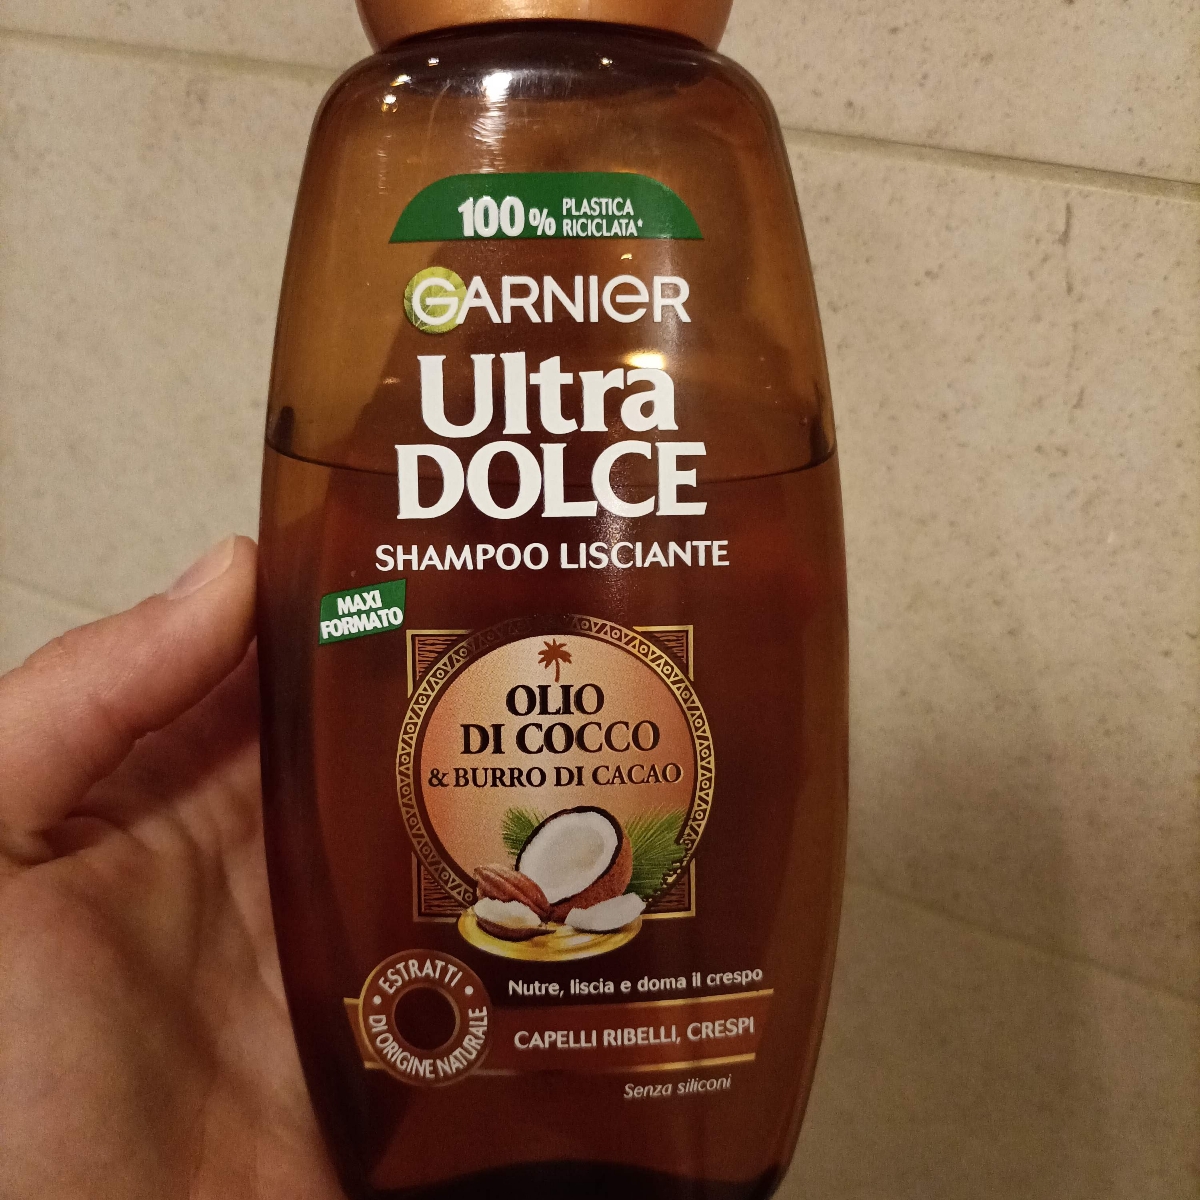 100% PLASTICA
RICICLATA*
GARNIER
Ultra
DOLCE
SHAMPOO LISCIANTE
MAXI
FORMATO
OLIO
DI COCCO
& BURRO DI CACAO
• ESTRATTI •
DI ORIGINE NATURALE
Nutre, liscia e doma il crespo
CAPELLI RIBELLI, CRESPI
Senza siliconi